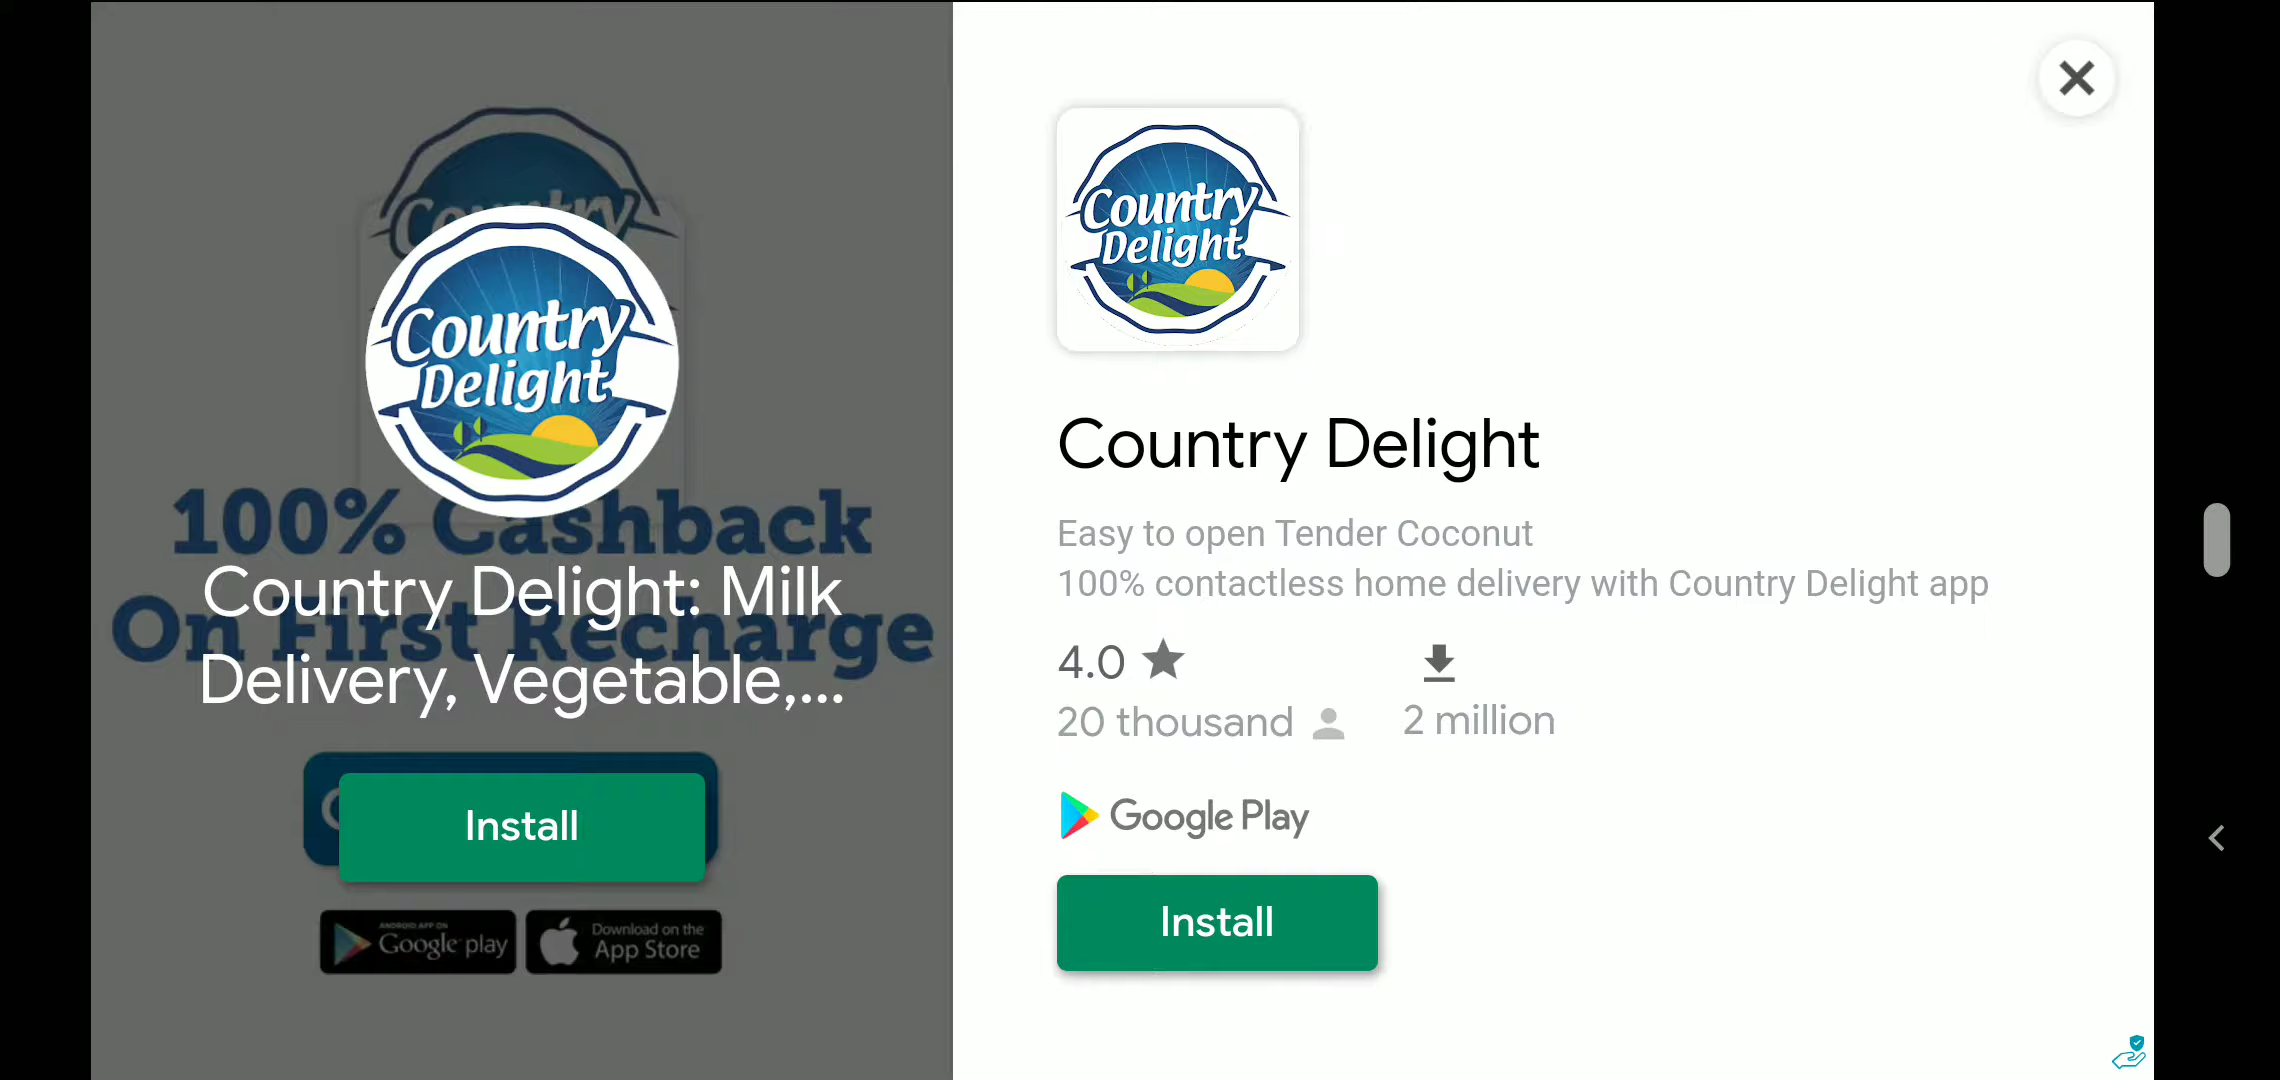 Country
Country
Delight
100% Cashback
Country Delight: Milk
On First Recharge
Delivery, Vegetable,...
Install
ANDROID APP ON
Google play
Download on the
App Store
Country
Delight
Country Delight
Easy to open Tender Coconut
100% contactless home delivery with Country Delight app
4.0
20 thousand
2 million
Google Play
Install